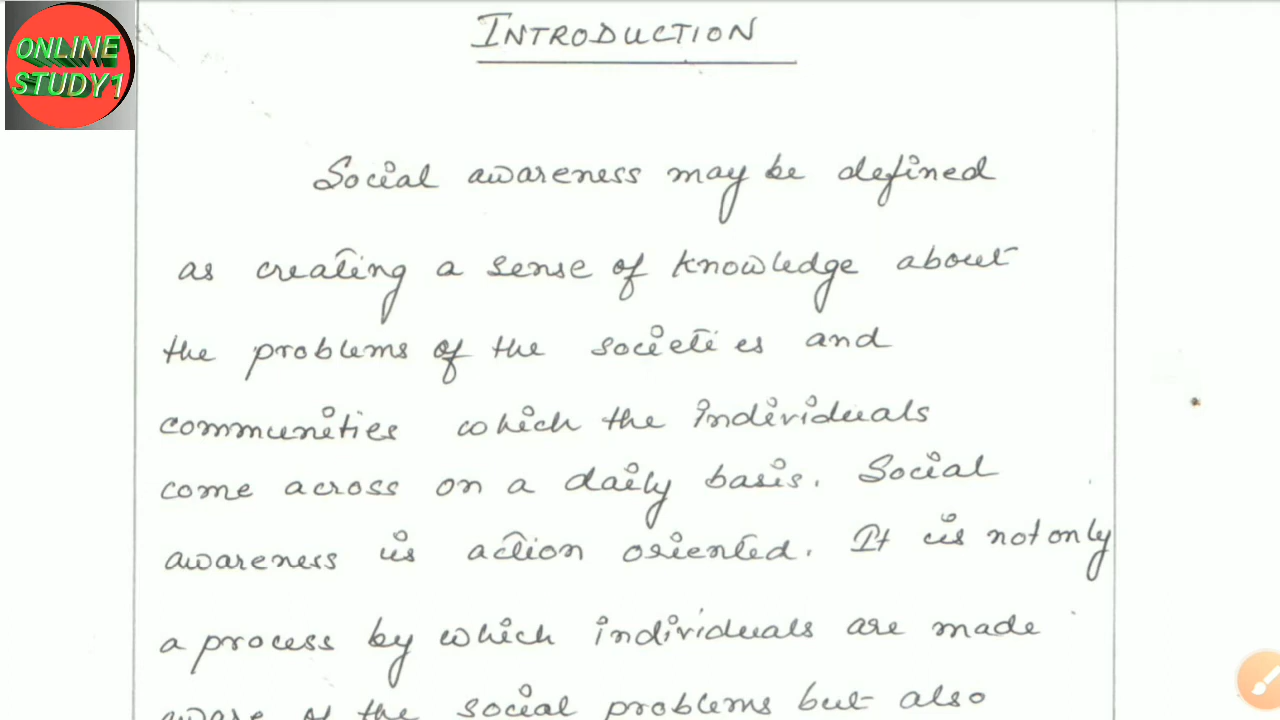 ONLINE
STUDY1
INTRODUCTION
Social awareness may be defined
as creating a sense of knowledge about
the problems of the societies and
communities which the individuals
come across on a daily basis. Social
awareness is action oriented. It is not only
a process by which individuals are made
aware of the social problems but also